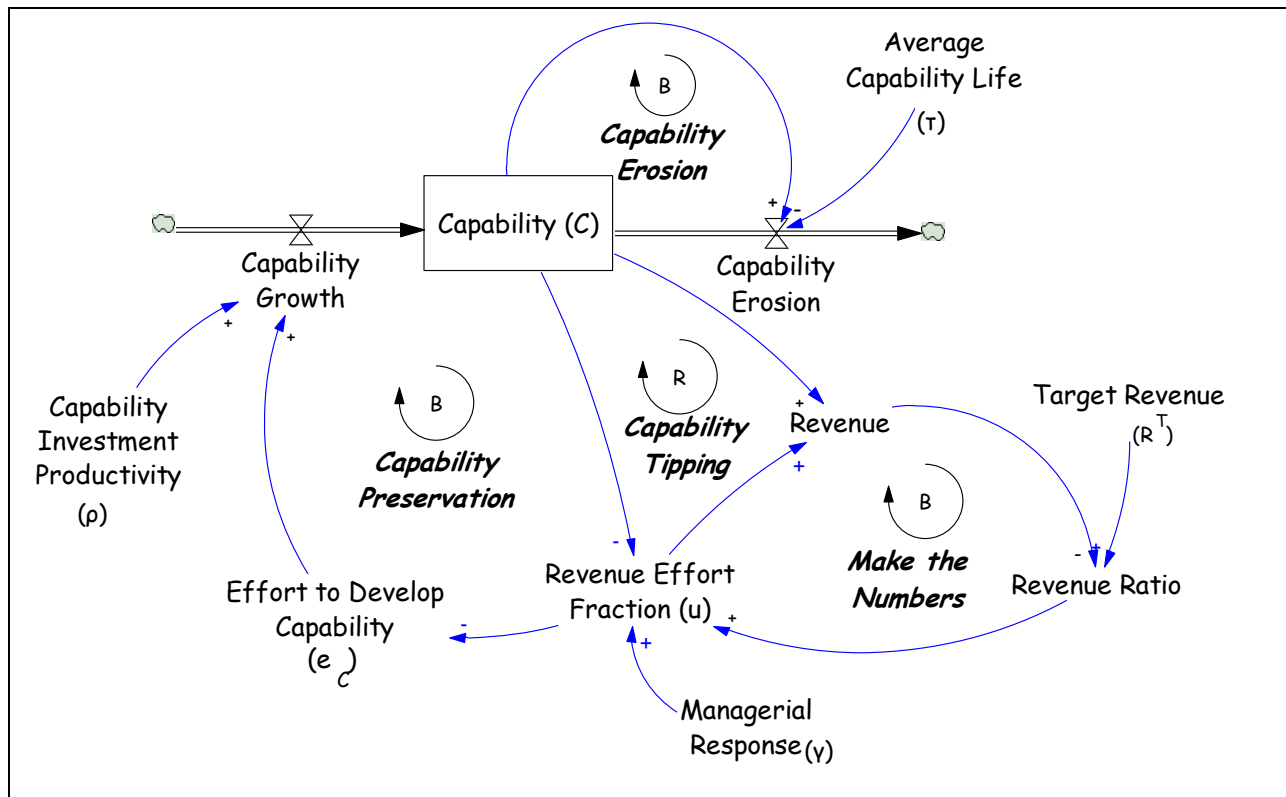 Average
Capability Life
(τ)
B
Capability
Erosion
Capability (C)
+ -
Capability
Growth
Capability
Erosion
+
+
Capability
Investment
Productivity
(ρ)
B
Capability
Preservation
R
Capability
Tipping
+
Revenue
+
Target Revenue
(R T)
B
Make the
Numbers
- +
Revenue Ratio
-
Revenue Effort
Fraction (u)
+
+
Effort to Develop
Capability
(e C)
-
Managerial
Response (γ)